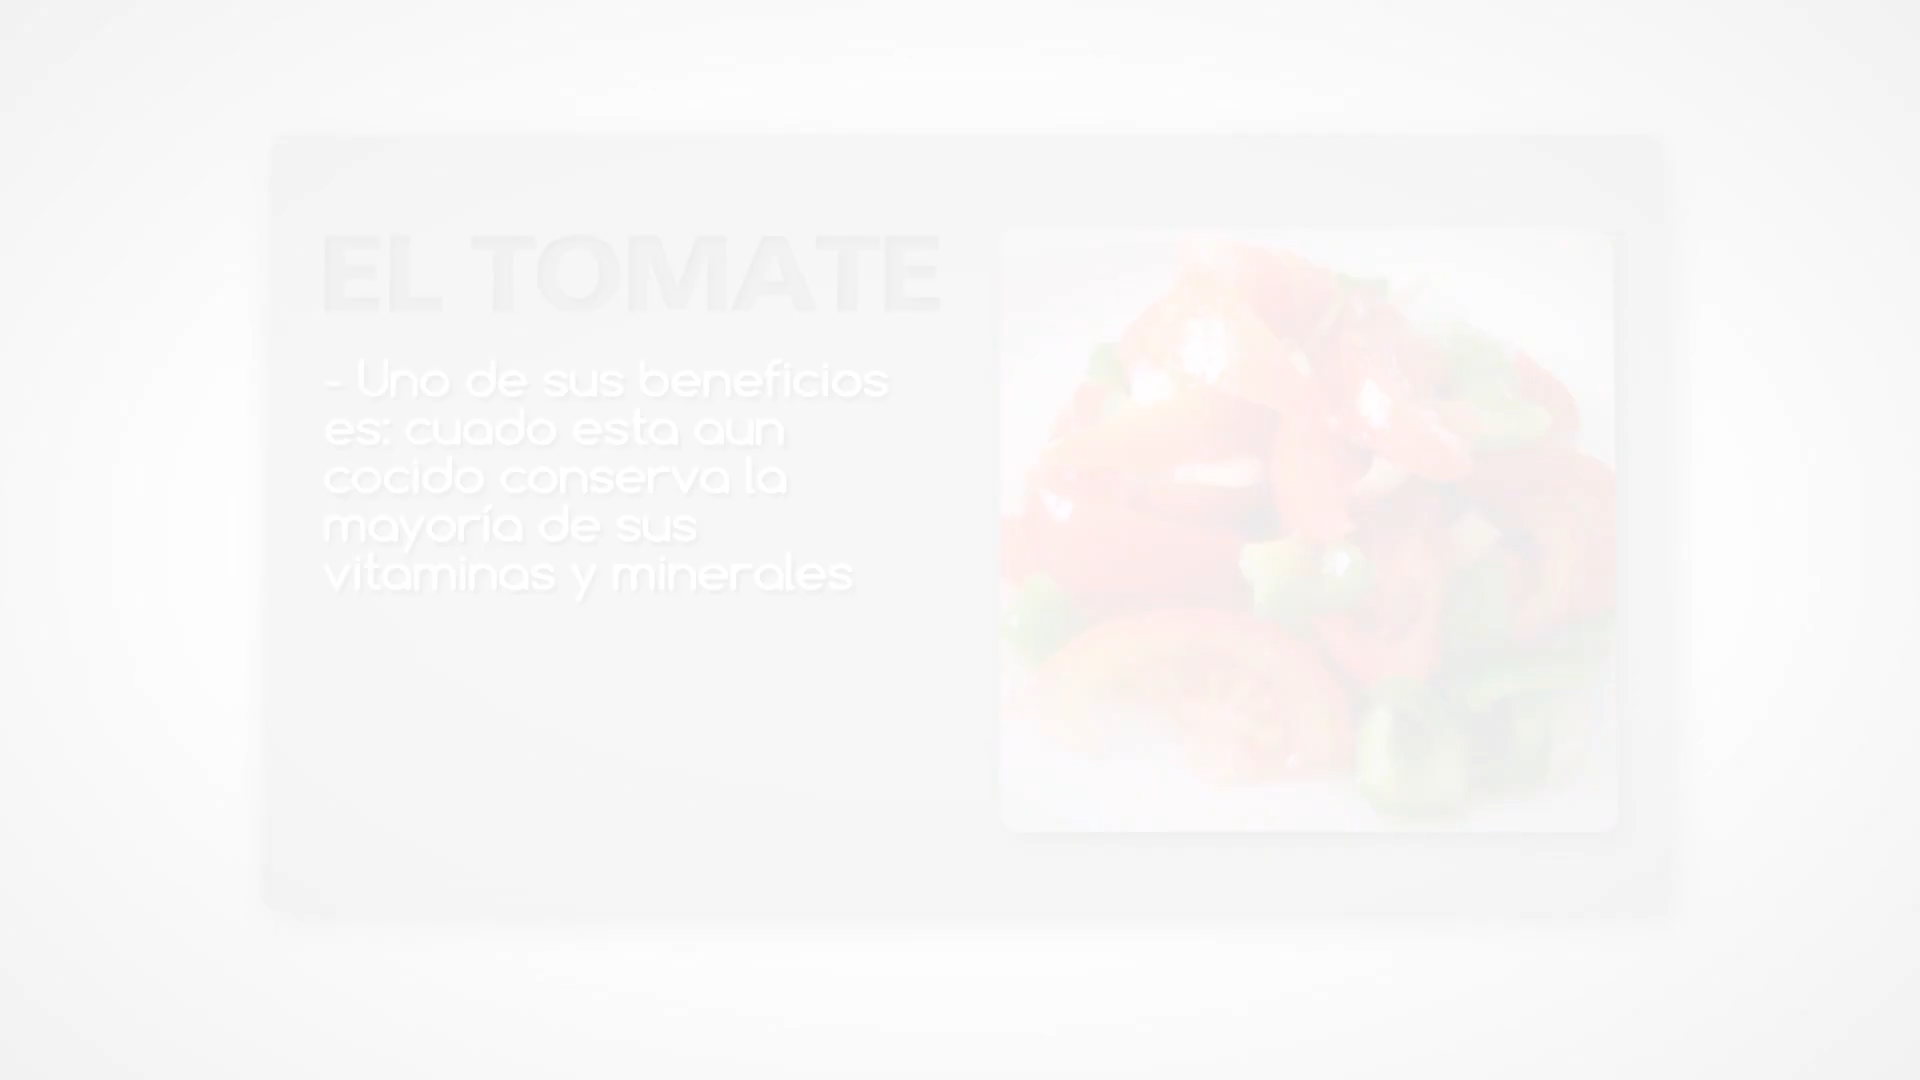 EL TOMATE
- Uno de sus beneficios
es: cuado esta aun
cocido conserva la
mayoría de sus
vitaminas y minerales